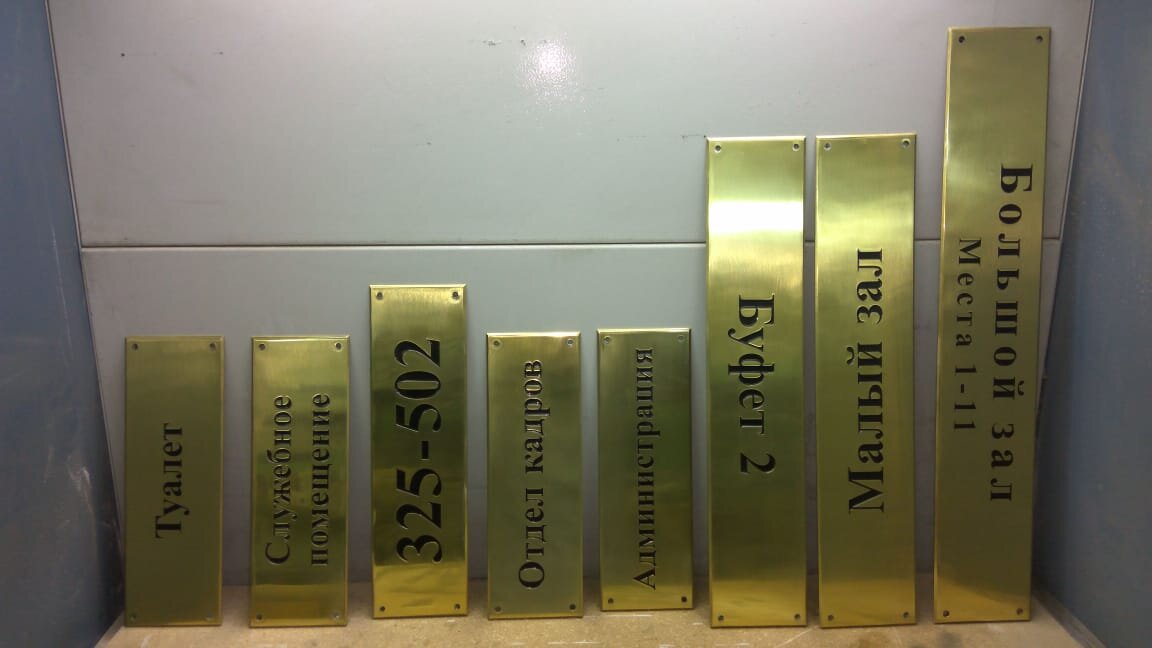 Туалет
Служебное
помещение
325-502
Отдел кадров
Администрация
Буфет 2
Малый зал
Большой зал
Места 1-11